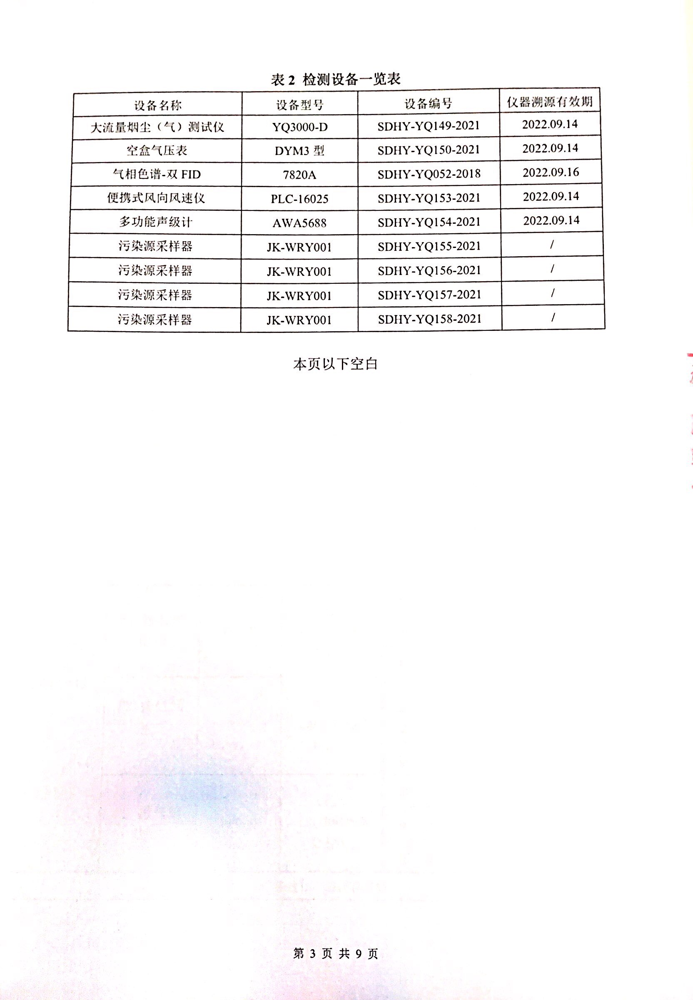 表 2 检测设备一览表
设备名称 设备型号 设备编号 仪器溯源有效期
大流量烟尘（气）测试仪 YQ3000-D SDHY-YQ149-2021 2022.09.14
空盒气压表 DYM3 型 SDHY-YQ150-2021 2022.09.14
气相色谱-双 FID 7820A SDHY-YQ052-2018 2022.09.16
便携式风向风速仪 PLC-16025 SDHY-YQ153-2021 2022.09.14
多功能声级计 AWA5688 SDHY-YQ154-2021 2022.09.14
污染源采样器 JK-WRY001 SDHY-YQ155-2021 /
污染源采样器 JK-WRY001 SDHY-YQ156-2021 /
污染源采样器 JK-WRY001 SDHY-YQ157-2021 /
污染源采样器 JK-WRY001 SDHY-YQ158-2021 /
本页以下空白
第 3 页 共 9 页